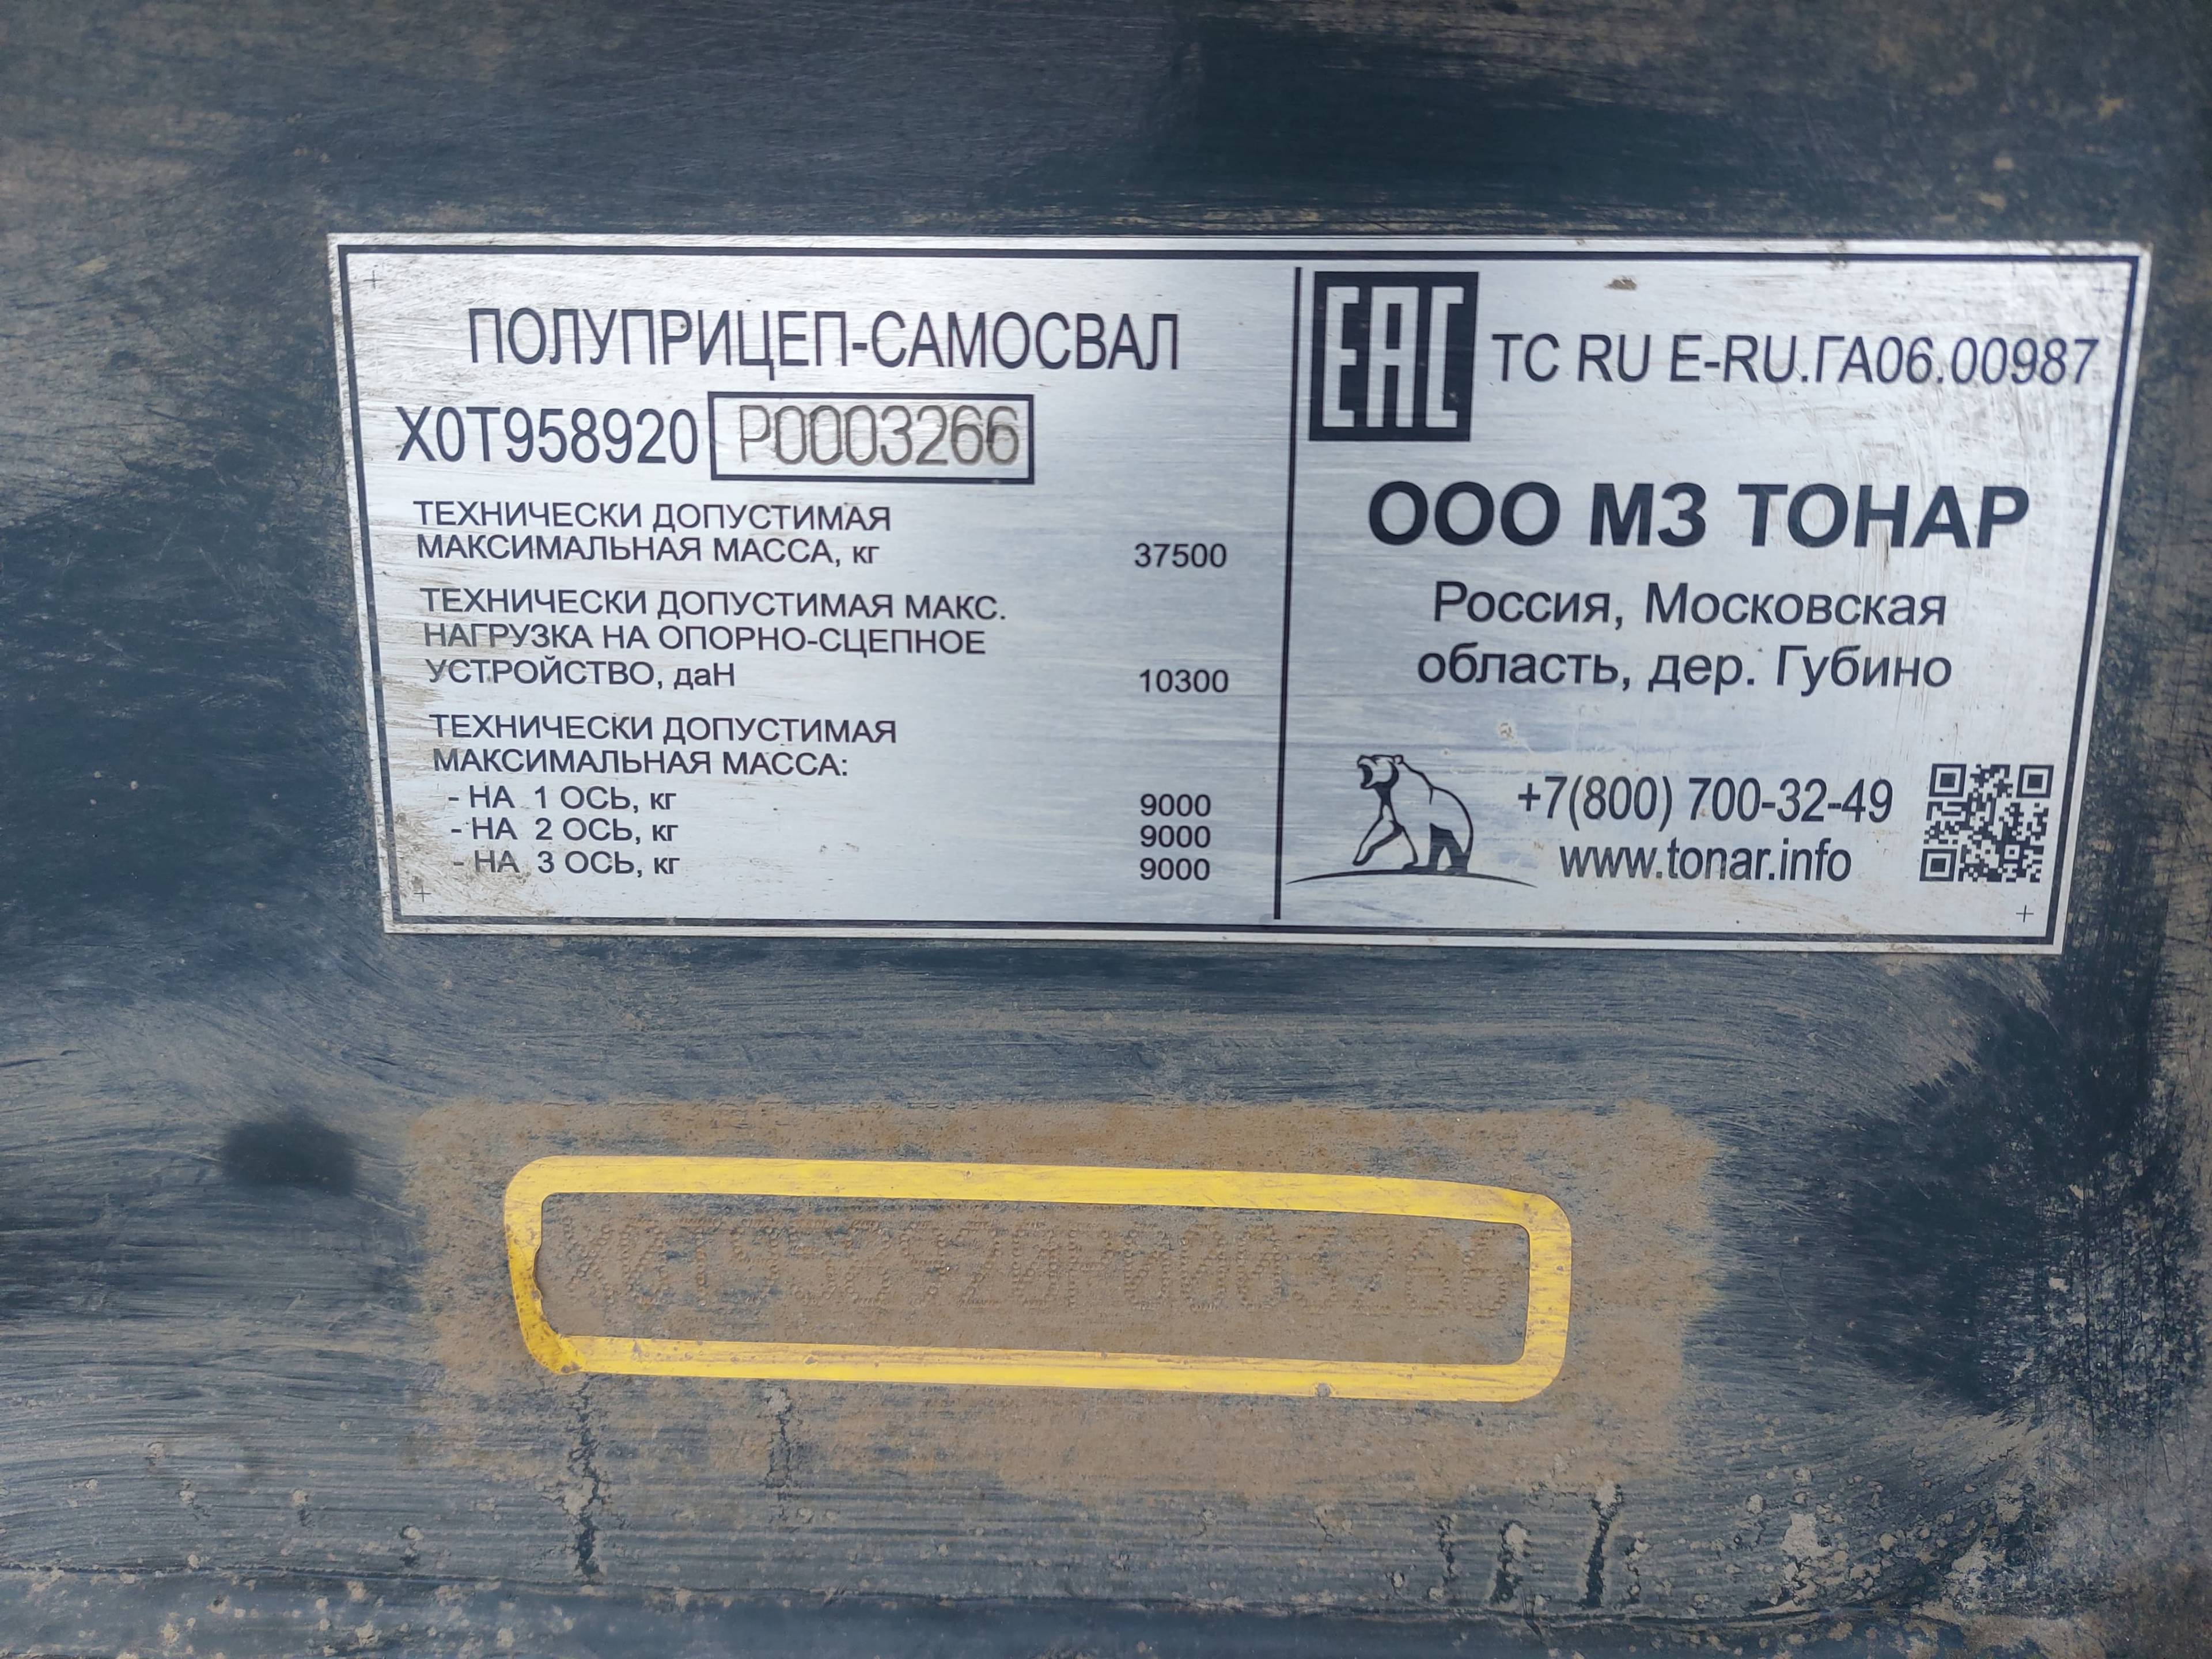 ПОЛУПРИЦЕП-САМОСВАЛ
X0T958920 P0003266
ТЕХНИЧЕСКИ ДОПУСТИМАЯ
МАКСИМАЛЬНАЯ МАССА, кг 37500
ТЕХНИЧЕСКИ ДОПУСТИМАЯ МАКС.
НАГРУЗКА НА ОПОРНО-СЦЕПНОЕ
УСТРОЙСТВО, даН 10300
ТЕХНИЧЕСКИ ДОПУСТИМАЯ
МАКСИМАЛЬНАЯ МАССА:
- НА 1 ОСЬ, кг 9000
- НА 2 ОСЬ, кг 9000
- НА 3 ОСЬ, кг 9000
EAC TC RU E-RU.ГА06.00987
ООО МЗ ТОНАР
Россия, Московская
область, дер. Губино
+7(800) 700-32-49
www.tonar.info